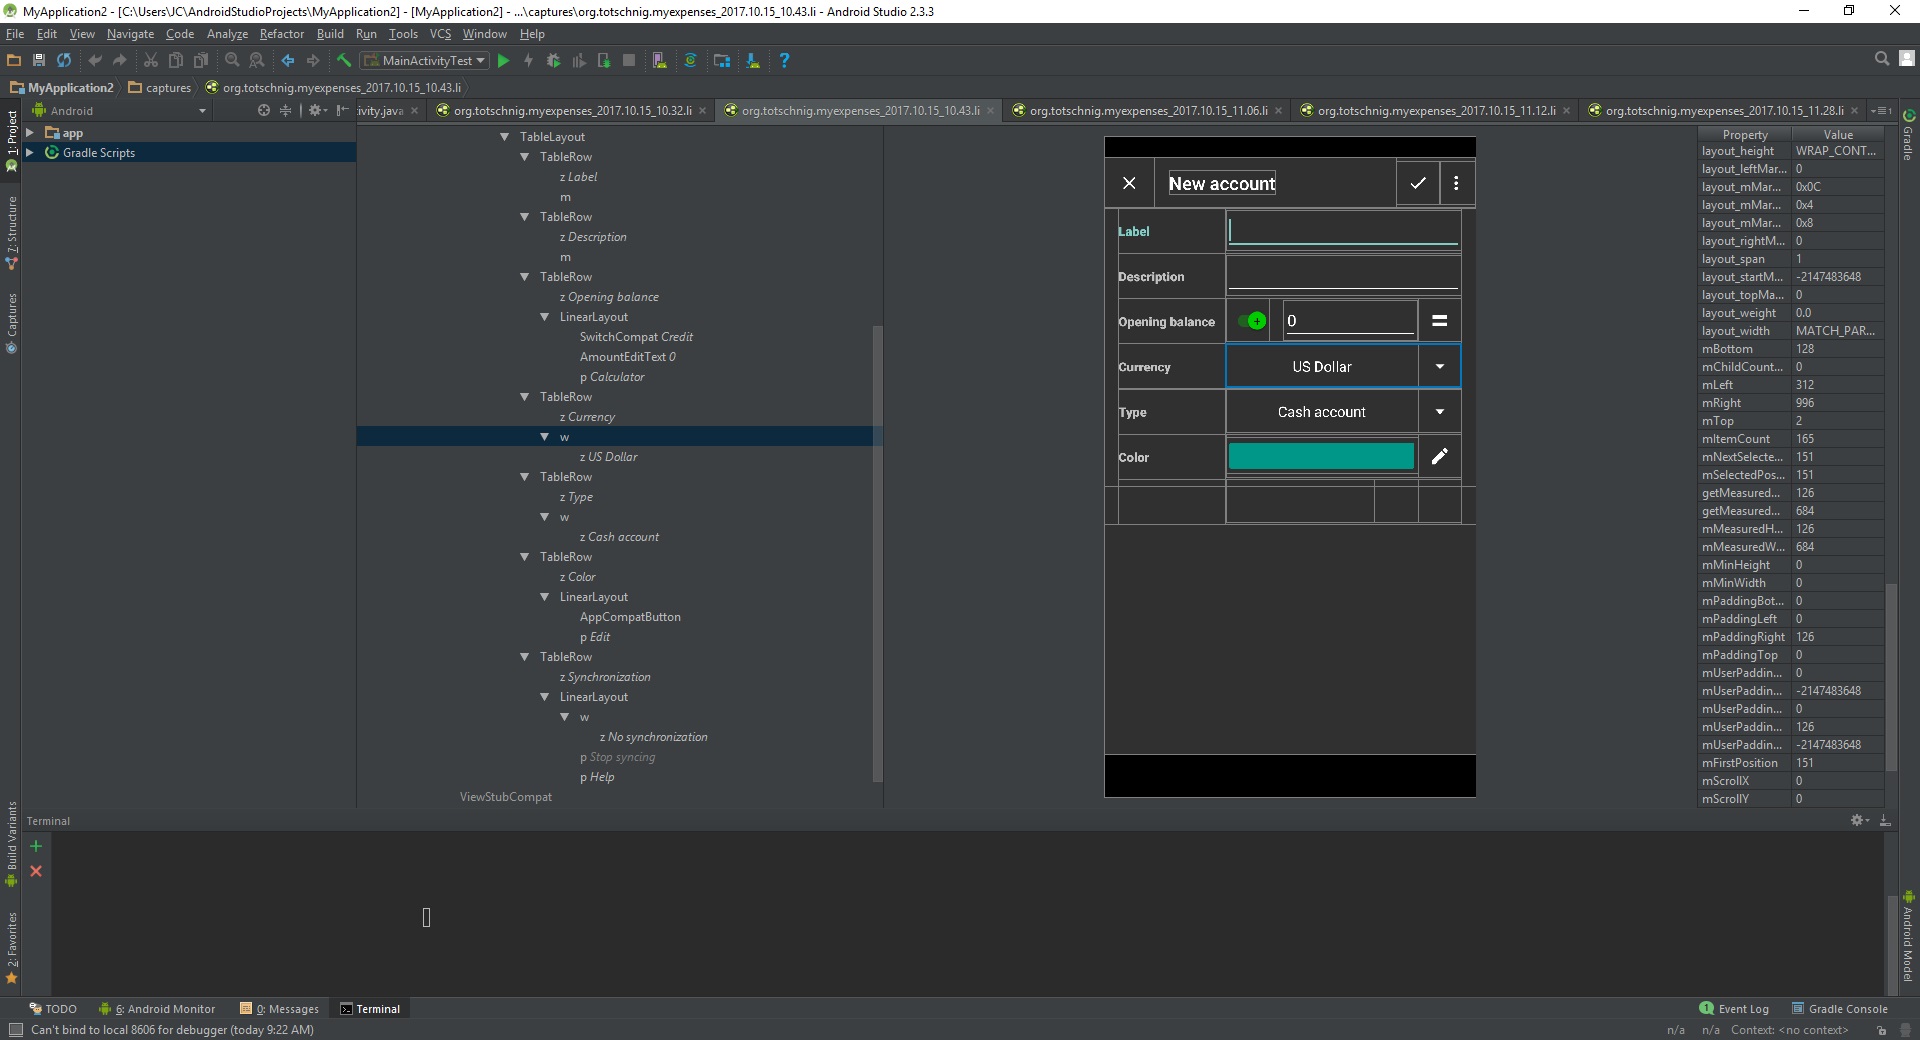 MyApplication2 - [C:\Users\JC\AndroidStudioProjects\MyApplication2] - [MyApplication2] - ...\captures\org.totschnig.myexpenses_2017.10.15_10.43.li - Android Studio 2.3.3
File Edit View Navigate Code Analyze Refactor Build Run Tools VCS Window Help
MainActivityTest
MyApplication2 captures org.totschnig.myexpenses_2017.10.15_10.43.li
Android
ivity.java org.totschnig.myexpenses_2017.10.15_10.32.li org.totschnig.myexpenses_2017.10.15_10.43.li org.totschnig.myexpenses_2017.10.15_11.06.li org.totschnig.myexpenses_2017.10.15_11.12.li org.totschnig.myexpenses_2017.10.15_11.28.li
1: Project
7: Structure
Captures
Build Variants
2: Favorites
app
Gradle Scripts
TableLayout
TableRow
z Label
m
TableRow
z Description
m
TableRow
z Opening balance
LinearLayout
SwitchCompat Credit
AmountEditText 0
p Calculator
TableRow
z Currency
w
z US Dollar
TableRow
z Type
w
z Cash account
TableRow
z Color
LinearLayout
AppCompatButton
p Edit
TableRow
z Synchronization
LinearLayout
w
z No synchronization
p Stop syncing
p Help
ViewStubCompat
New account
Label
Description
Opening balance 0
Currency US Dollar
Type Cash account
Color
Property Value
layout_height WRAP_CONT...
layout_leftMar... 0
layout_mMar... 0x0C
layout_mMar... 0x4
layout_mMar... 0x8
layout_rightM... 0
layout_span 1
layout_startM... -2147483648
layout_topMa... 0
layout_weight 0.0
layout_width MATCH_PAR...
mBottom 128
mChildCount... 0
mLeft 312
mRight 996
mTop 2
mItemCount 165
mNextSelecte... 151
mSelectedPos... 151
getMeasured... 126
getMeasured... 684
mMeasuredH... 126
mMeasuredW... 684
mMinHeight 0
mMinWidth 0
mPaddingBot... 0
mPaddingLeft 0
mPaddingRight 126
mPaddingTop 0
mUserPaddin... 0
mUserPaddin... -2147483648
mUserPaddin... 0
mUserPaddin... 126
mUserPaddin... -2147483648
mFirstPosition 151
mScrollX 0
mScrollY 0
Gradle
Android Model
Terminal
TODO 6: Android Monitor 0: Messages Terminal
1 Event Log Gradle Console
Can't bind to local 8606 for debugger (today 9:22 AM)
n/a n/a Context: <no context>